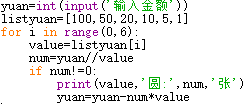 yuan=int(input('输入金额'))
listyuan=[100,50,20,10,5,1]
for i in range(0,6):
    value=listyuan[i]
    num=yuan//value
    if num!=0:
        print(value,'圆:',num,'张')
        yuan=yuan-num*value